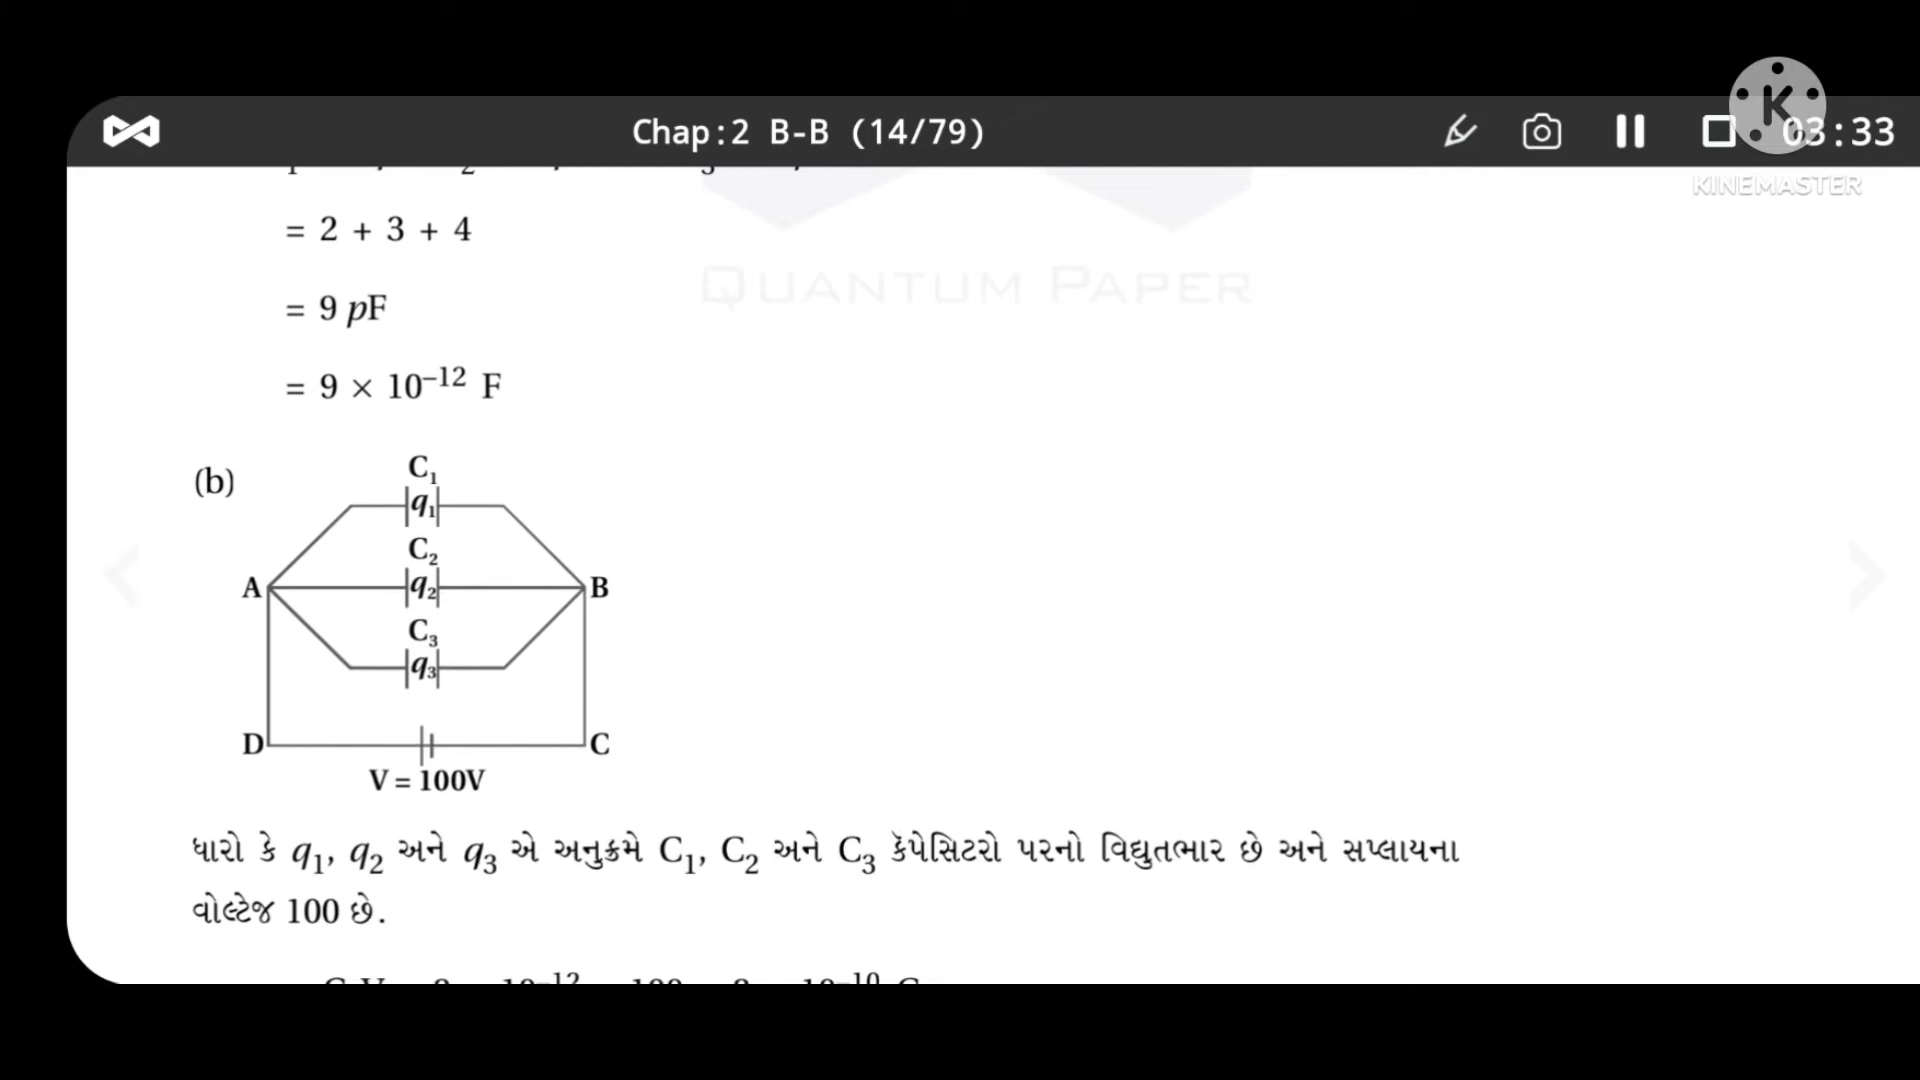 Chap:2 B-B (14/79)
03:33
KINEMASTER
= 2 + 3 + 4
QUANTUM PAPER
= 9 pF
= 9 × 10⁻¹² F
(b)
C₁
q₁
C₂
A q₂ B
C₃
q₃
D C
V = 100V
ધારો કે q₁, q₂ અને q₃ એ અનુક્રમે C₁, C₂ અને C₃ કૅપેસિટરો પરનો વિદ્યુતભાર છે અને સપ્લાયના
વોલ્ટેજ 100 છે.